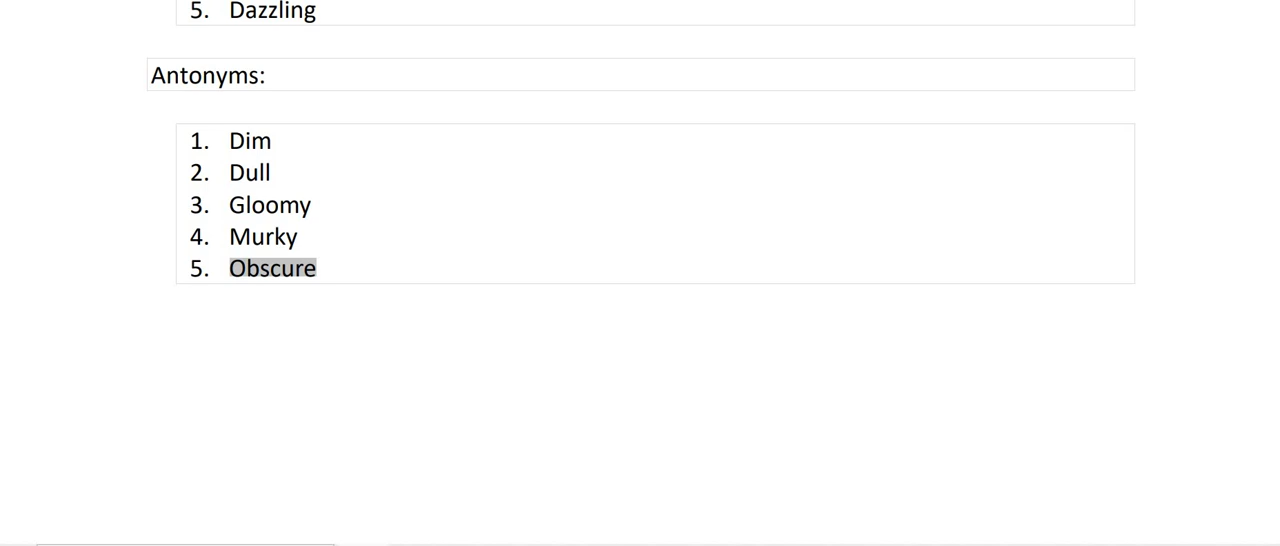 5. Dazzling
Antonyms:
1. Dim
2. Dull
3. Gloomy
4. Murky
5. Obscure